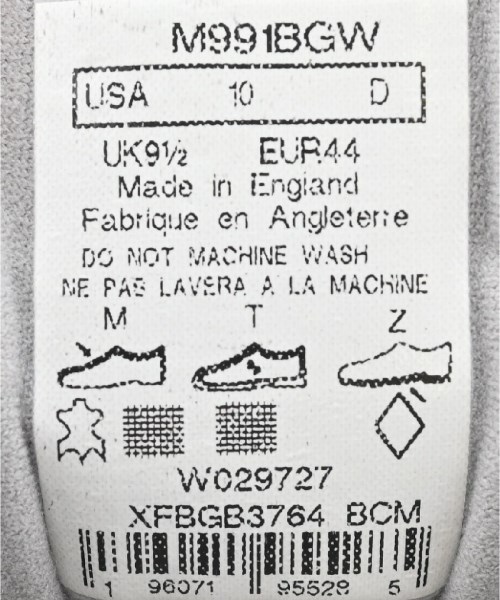 M991BGW
USA 10 D
UK9½ EUR44
Made in England
Fabrique en Angleterre
DO NOT MACHINE WASH
NE PAS LAVERA A LA MACHINE
M T Z
W029727
XFBGB3764 BCM
1 96071 95528 5